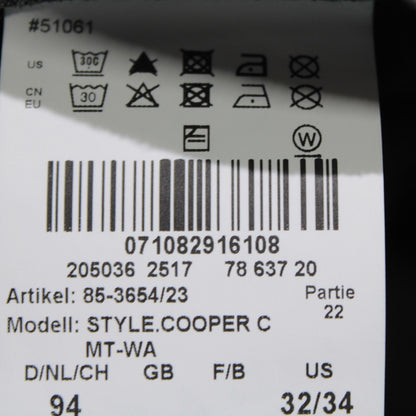 #51061
US 30C
CN
EU 30
W
071082916108
205036 2517 78 637 20
Artikel: 85-3654/23 Partie
22
Modell: STYLE.COOPER C
MT-WA
D/NL/CH GB F/B US
94 32/34